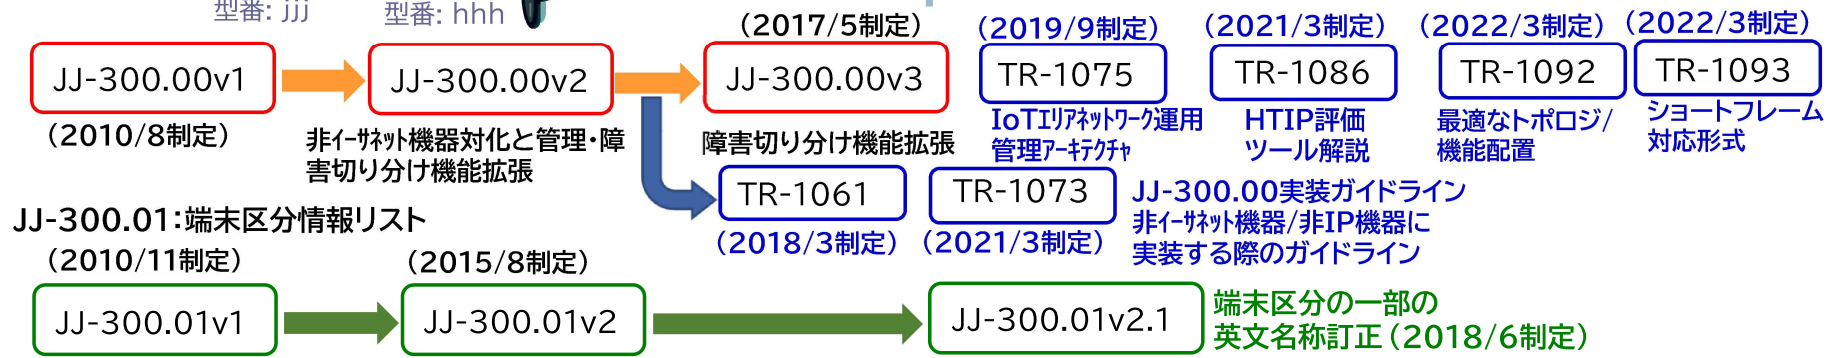 型番: jjj
型番: hhh
(2017/5制定)
(2019/9制定)
(2021/3制定)
(2022/3制定)
(2022/3制定)
JJ-300.00v1
JJ-300.00v2
JJ-300.00v3
TR-1075
TR-1086
TR-1092
TR-1093
(2010/8制定)
非ｲｰｻﾈｯﾄ機器対化と管理・障
害切り分け機能拡張
障害切り分け機能拡張
IoTｴﾘｱﾈｯﾄﾜｰｸ運用
管理ｱｰｷﾃｸﾁｬ
HTIP評価
ツール解説
最適なトポロジ/
機能配置
ショートフレーム
対応形式
TR-1061
TR-1073
JJ-300.00実装ガイドライン
非ｲｰｻﾈｯﾄ機器/非IP機器に
実装する際のガイドライン
(2018/3制定)
(2021/3制定)
JJ-300.01：端末区分情報リスト
(2010/11制定)
(2015/8制定)
JJ-300.01v1
JJ-300.01v2
JJ-300.01v2.1
端末区分の一部の
英文名称訂正(2018/6制定)